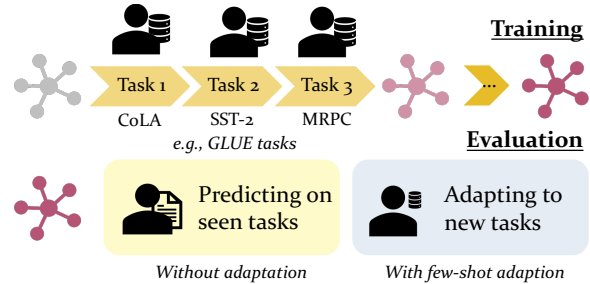 Training
Task 1 Task 2 Task 3 ...
CoLA SST-2 MRPC
e.g., GLUE tasks
Evaluation
Predicting on
seen tasks
Adapting to
new tasks
Without adaptation
With few-shot adaption